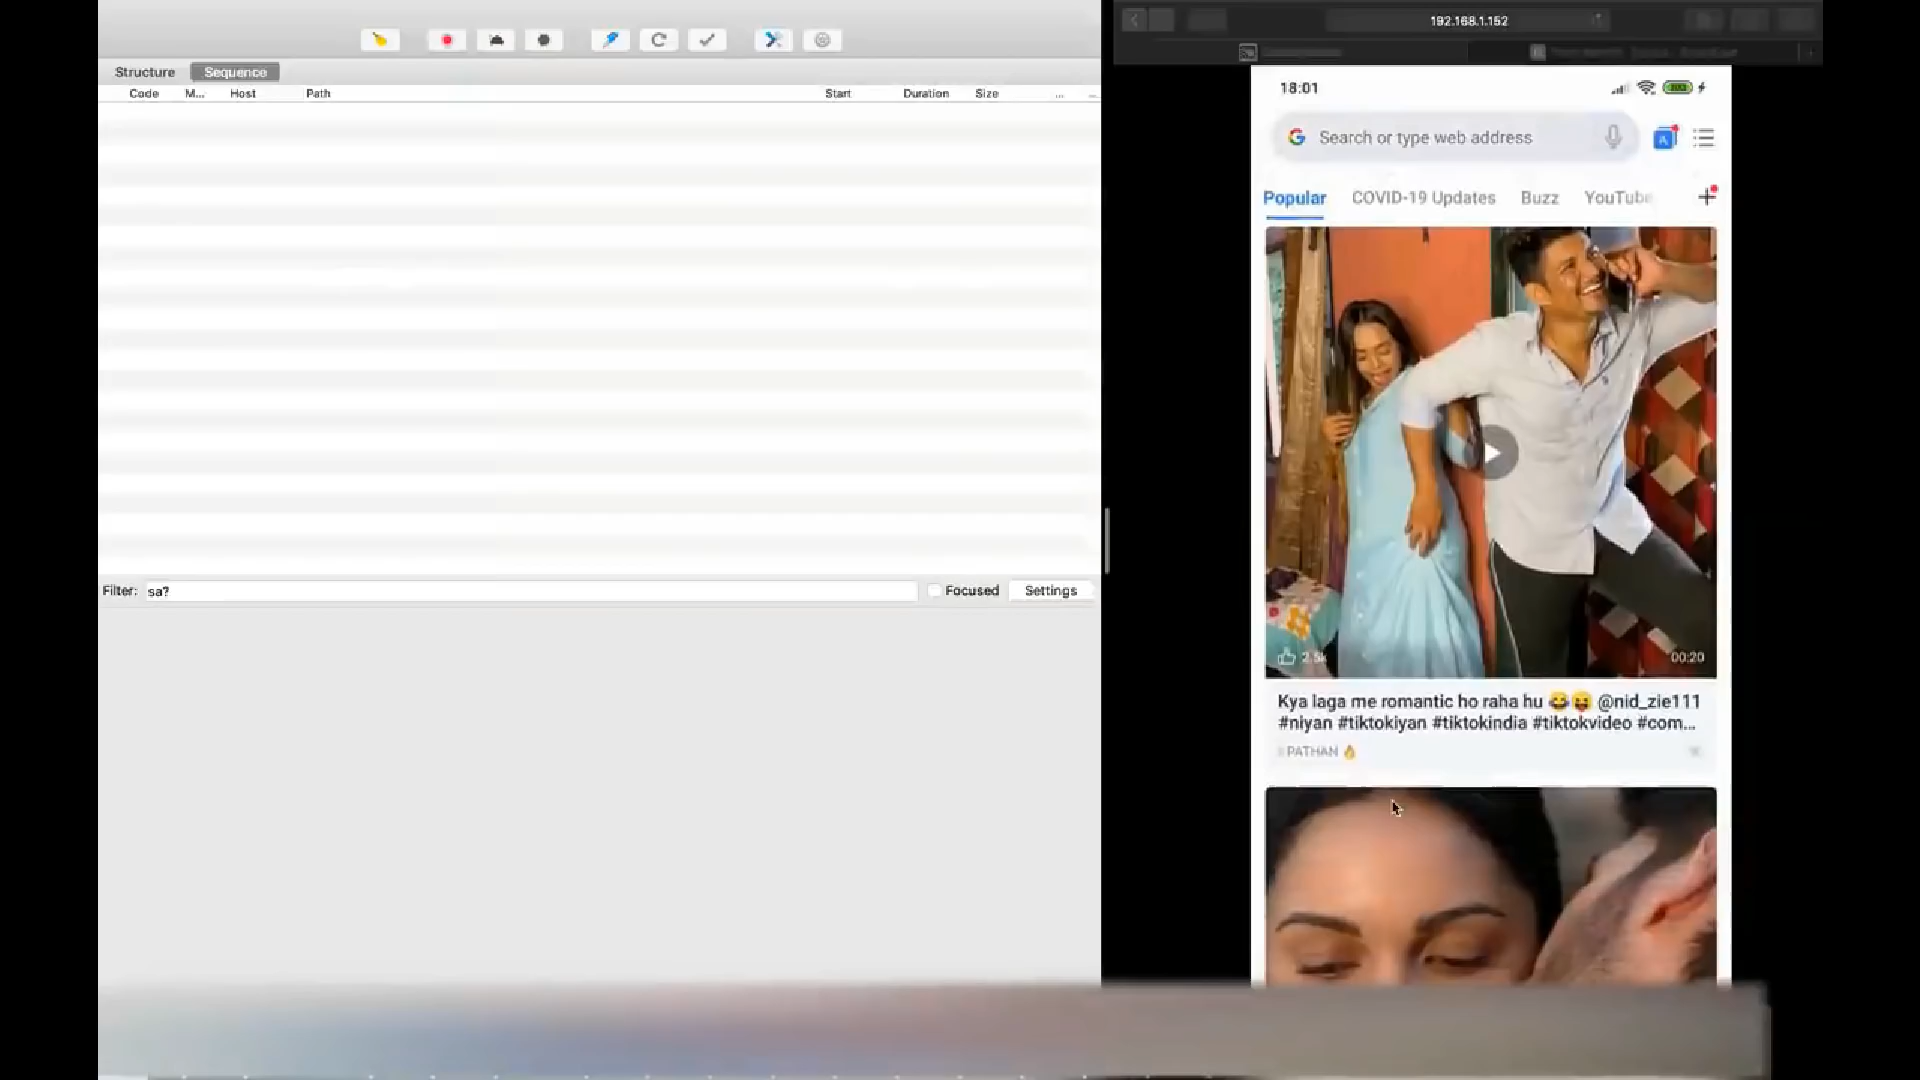 192.168.1.152
Structure
Sequence
Code M... Host Path Start Duration Size ... ...
Filter: sa?
Focused
Settings
18:01
Search or type web address
Popular COVID-19 Updates Buzz YouTube
2.5k
00:20
Kya laga me romantic ho raha hu 😂😝 @nid_zie111
#niyan #tiktokiyan #tiktokindia #tiktokvideo #com...
PATHAN 🔥